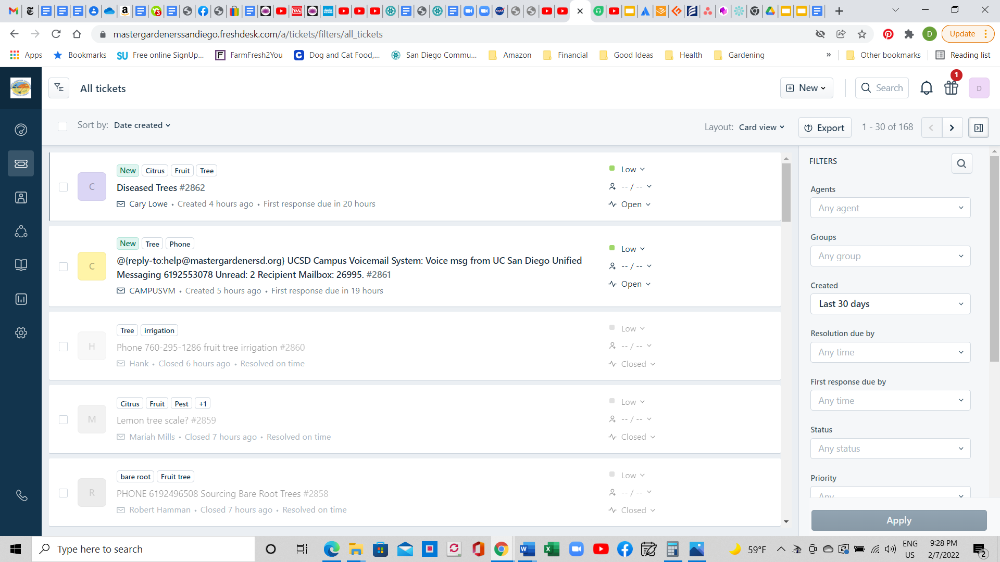 mastergardenerssandiego.freshdesk.com/a/tickets/filters/all_tickets
D
Update
Apps
Bookmarks
SU Free online SignUp...
F FarmFresh2You
C Dog and Cat Food,...
San Diego Commu...
Amazon
Financial
Good Ideas
Health
Gardening
»
Other bookmarks
Reading list
All tickets
New
Search
1
D
Sort by: Date created
Layout: Card view
Export
1 - 30 of 168
C
New Citrus Fruit Tree
Diseased Trees #2862
Cary Lowe • Created 4 hours ago • First response due in 20 hours
Low
-- / --
Open
C
New Tree Phone
@{reply-to:help@mastergardenersd.org} UCSD Campus Voicemail System: Voice msg from UC San Diego Unified
Messaging 6192553078 Unread: 2 Recipient Mailbox: 26995. #2861
CAMPUSVM • Created 5 hours ago • First response due in 19 hours
Low
-- / --
Open
H
Tree irrigation
Phone 760-295-1286 fruit tree irrigation #2860
Hank • Closed 6 hours ago • Resolved on time
Low
-- / --
Closed
M
Citrus Fruit Pest +1
Lemon tree scale? #2859
Mariah Mills • Closed 7 hours ago • Resolved on time
Low
-- / --
Closed
R
bare root Fruit tree
PHONE 6192496508 Sourcing Bare Root Trees #2858
Robert Hamman • Closed 7 hours ago • Resolved on time
Low
-- / --
Closed
FILTERS
Agents
Any agent
Groups
Any group
Created
Last 30 days
Resolution due by
Any time
First response due by
Any time
Status
Any status
Priority
Any
Apply
Type here to search
59°F
ENG
US
9:28 PM
2/7/2022
2